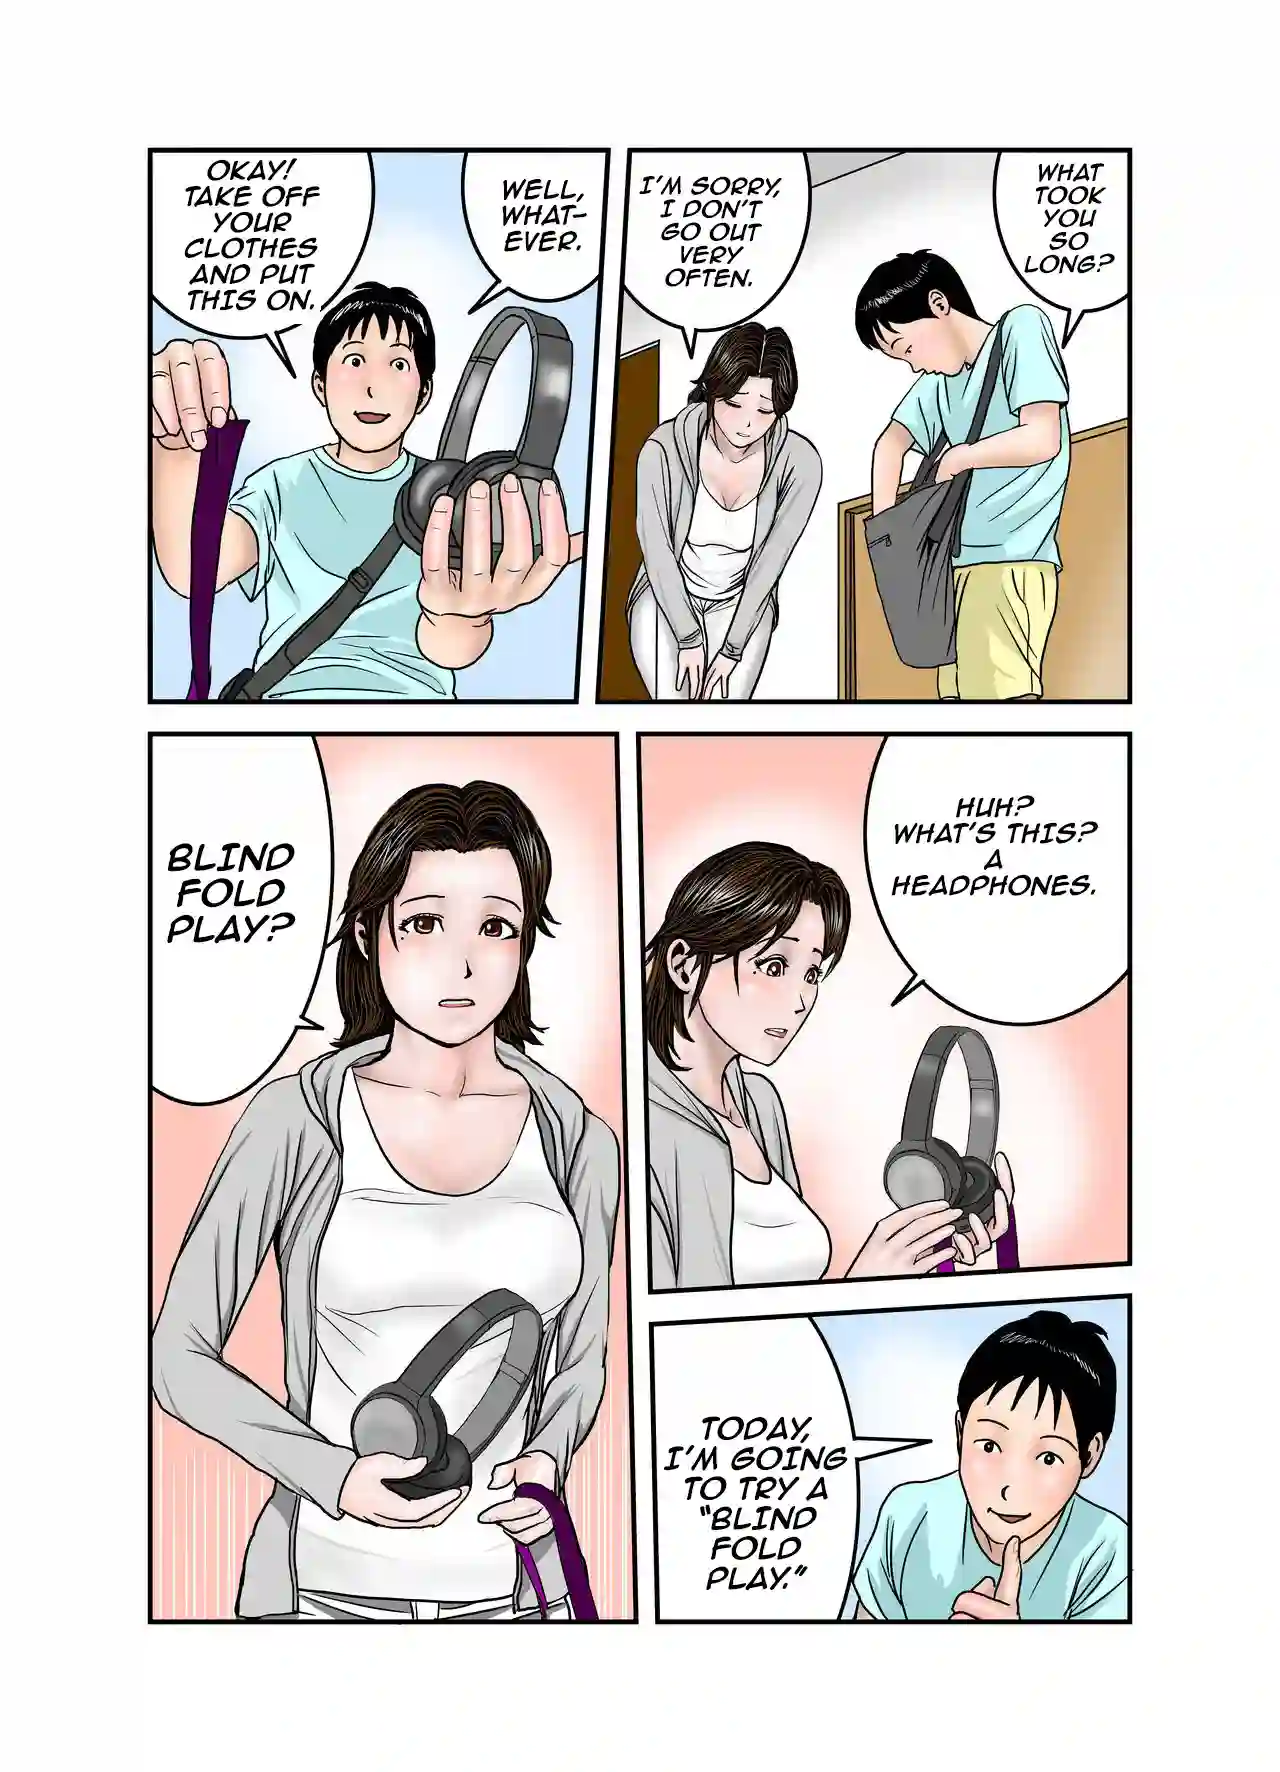 WHAT
TOOK
YOU
SO
LONG?
I'M SORRY,
I DON'T
GO OUT
VERY
OFTEN.
WELL,
WHAT-
EVER.
OKAY!
TAKE OFF
YOUR
CLOTHES
AND PUT
THIS ON.
HUH?
WHAT'S THIS?
A
HEADPHONES.
TODAY,
I'M GOING
TO TRY A
"BLIND
FOLD
PLAY."
BLIND
FOLD
PLAY?